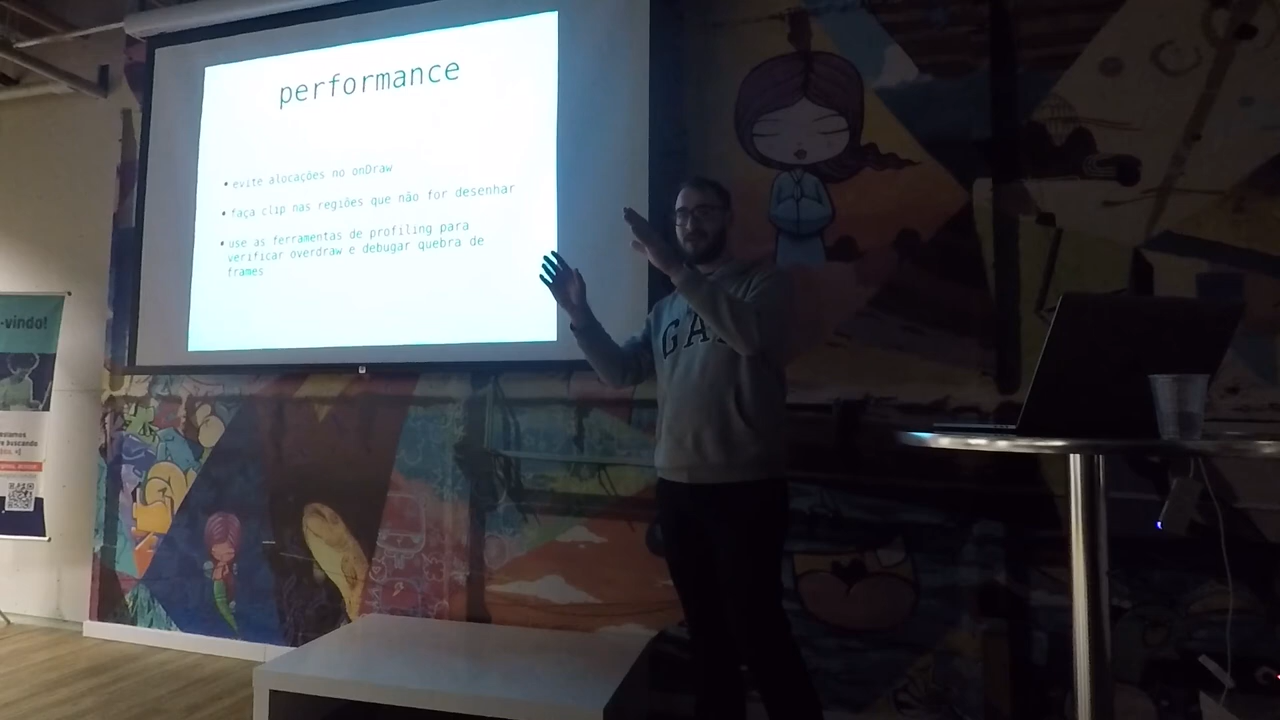 performance
• evite alocações no onDraw
• faça clip nas regiões que não for desenhar
• use as ferramentas de profiling para
verificar overdraw e debugar quebra de
frames
-vindo!
buscando
GAP